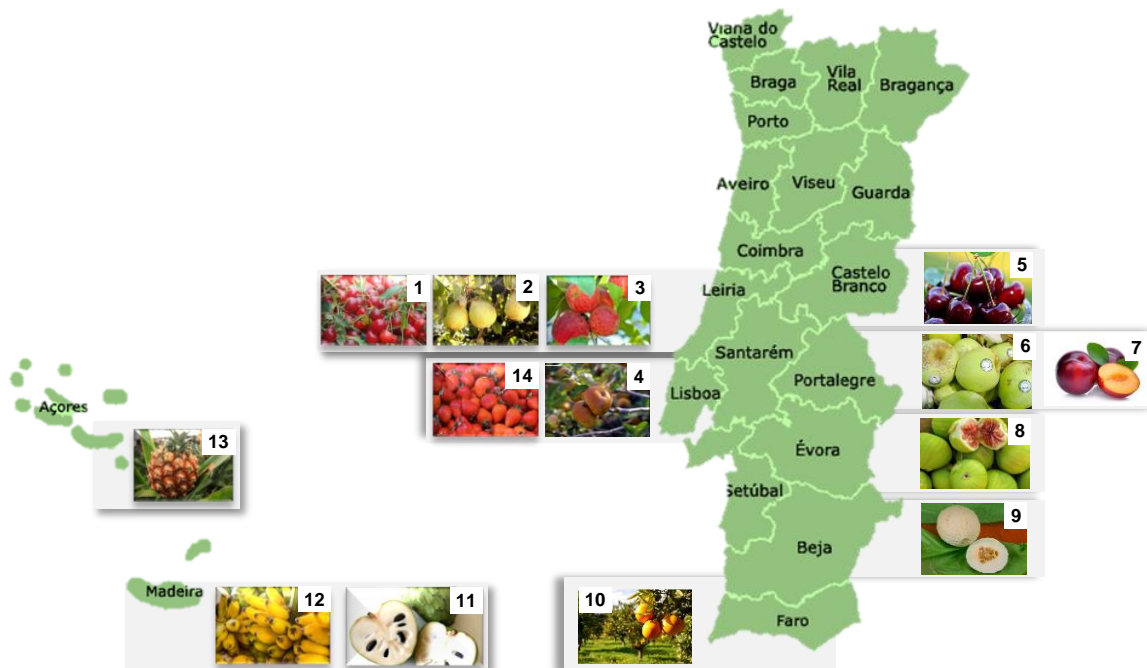 Viana do
Castelo
Braga
Vila
Real
Bragança
Porto
Aveiro
Viseu
Guarda
Coimbra
Castelo
Branco
Leiria
1
2
3
5
Santarém
6
7
Portalegre
Lisboa
14
4
Açores
13
8
Évora
Setúbal
9
Beja
Madeira
12
11
10
Faro